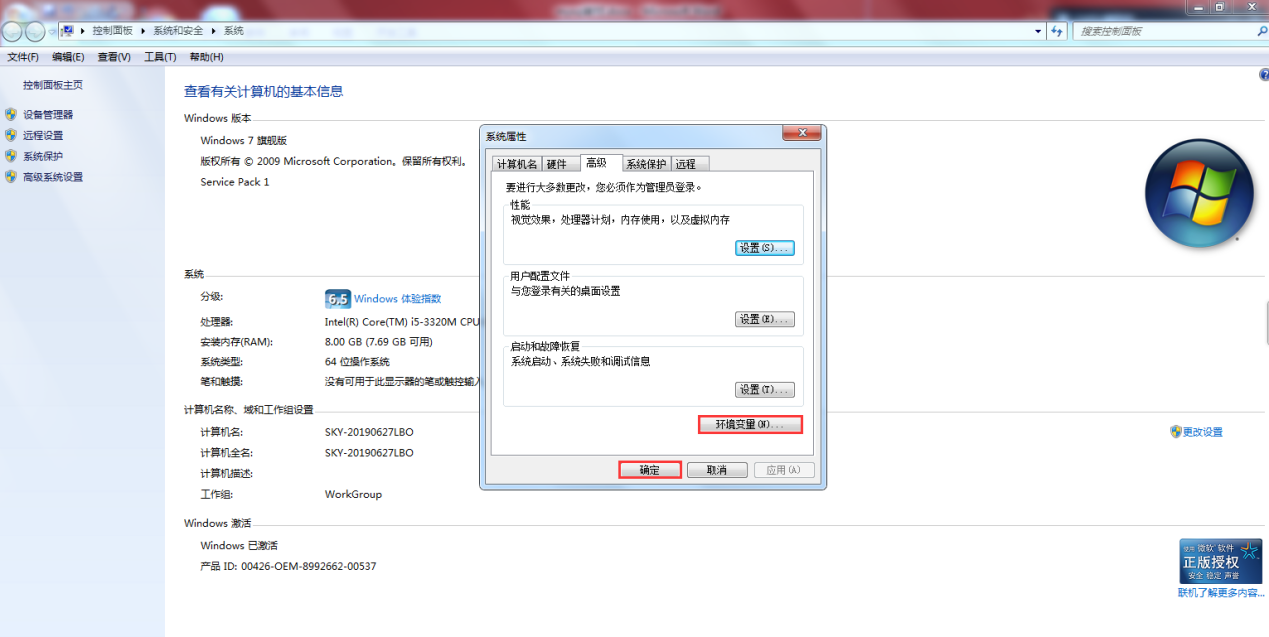 控制面板 ▸ 系统和安全 ▸ 系统
搜索控制面板
文件(F) 编辑(E) 查看(V) 工具(T) 帮助(H)
控制面板主页
设备管理器
远程设置
系统保护
高级系统设置
查看有关计算机的基本信息
Windows 版本
Windows 7 旗舰版
版权所有 © 2009 Microsoft Corporation。保留所有权利。
Service Pack 1
系统
分级:
6.5 Windows 体验指数
处理器:
Intel(R) Core(TM) i5-3320M CPU
安装内存(RAM):
8.00 GB (7.69 GB 可用)
系统类型:
64 位操作系统
笔和触摸:
没有可用于此显示器的笔或触控输入
计算机名称、域和工作组设置
计算机名:
SKY-20190627LBO
更改设置
计算机全名:
SKY-20190627LBO
计算机描述:
工作组:
WorkGroup
Windows 激活
Windows 已激活
产品 ID: 00426-OEM-8992662-00537
使用 微软 软件
正版授权
安全 稳定 声誉
联机了解更多内容...
系统属性
计算机名 硬件 高级 系统保护 远程
要进行大多数更改，您必须作为管理员登录。
性能
视觉效果，处理器计划，内存使用，以及虚拟内存
设置(S)...
用户配置文件
与您登录有关的桌面设置
设置(E)...
启动和故障恢复
系统启动、系统失败和调试信息
设置(T)...
环境变量(N)...
确定 取消 应用(A)